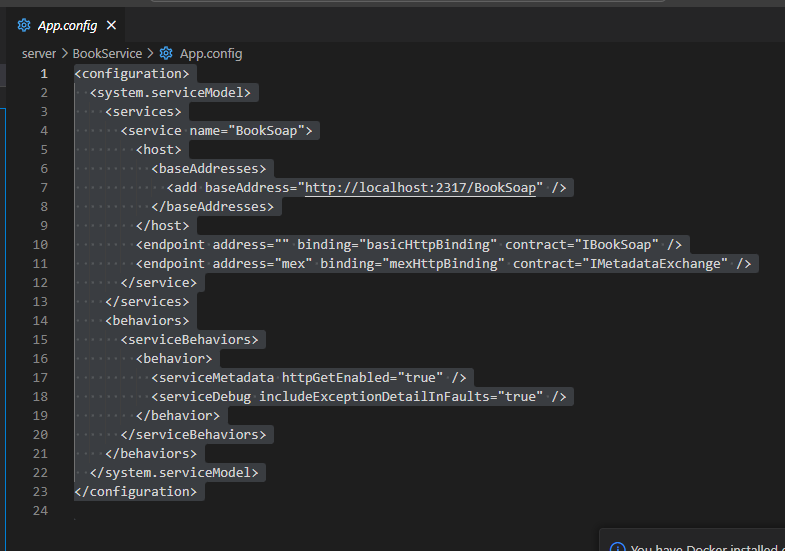 App.config
server > BookService > App.config
1 <configuration>
2 <system.serviceModel>
3 <services>
4 <service name="BookSoap">
5 <host>
6 <baseAddresses>
7 <add baseAddress="http://localhost:2317/BookSoap" />
8 </baseAddresses>
9 </host>
10 <endpoint address="" binding="basicHttpBinding" contract="IBookSoap" />
11 <endpoint address="mex" binding="mexHttpBinding" contract="IMetadataExchange" />
12 </service>
13 </services>
14 <behaviors>
15 <serviceBehaviors>
16 <behavior>
17 <serviceMetadata httpGetEnabled="true" />
18 <serviceDebug includeExceptionDetailInFaults="true" />
19 </behavior>
20 </serviceBehaviors>
21 </behaviors>
22 </system.serviceModel>
23 </configuration>
24
You have Docker installed